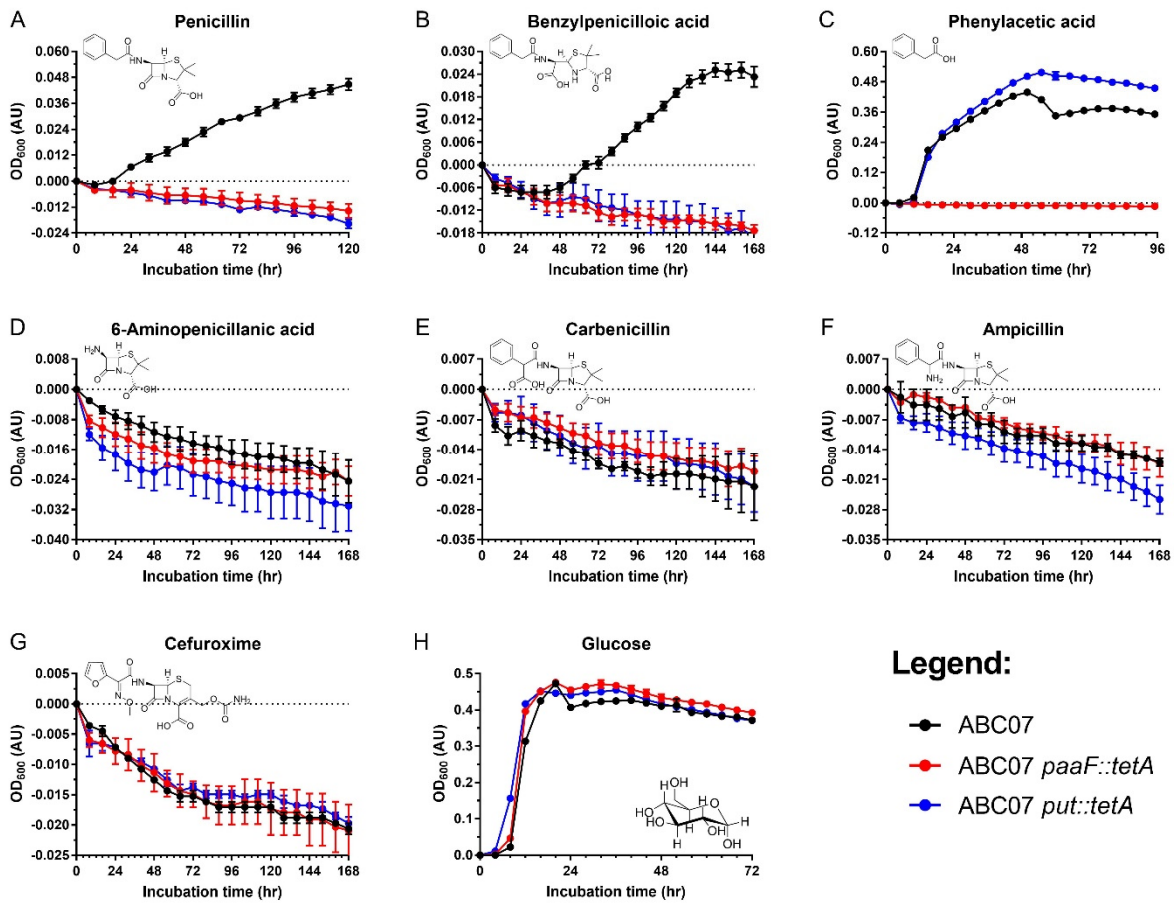 A
Penicillin
OD600 (AU)
0.060
0.048
0.036
0.024
0.012
0.000
-0.012
-0.024
H
H
N
O
S
O
N
O
OH
24
48
72
96
120
Incubation time (hr)
B
Benzylpenicilloic acid
OD600 (AU)
0.030
0.024
0.018
0.012
0.006
0.000
-0.006
-0.012
-0.018
24
48
72
96
120
144
168
Incubation time (hr)
C
Phenylacetic acid
OD600 (AU)
0.60
0.48
0.36
0.24
0.12
0.00
-0.12
O
OH
24
48
72
96
Incubation time (hr)
D
6-Aminopenicillanic acid
OD600 (AU)
0.008
0.000
-0.008
-0.016
-0.024
-0.032
-0.040
H2N
H
S
O
N
O
OH
24
48
72
96
120
144
168
Incubation time (hr)
E
Carbenicillin
OD600 (AU)
0.007
0.000
-0.007
-0.014
-0.021
-0.028
-0.035
24
48
72
96
120
144
168
Incubation time (hr)
F
Ampicillin
OD600 (AU)
0.007
0.000
-0.007
-0.014
-0.021
-0.028
-0.035
24
48
72
96
120
144
168
Incubation time (hr)
G
Cefuroxime
OD600 (AU)
0.005
0.000
-0.005
-0.010
-0.015
-0.020
-0.025
24
48
72
96
120
144
168
Incubation time (hr)
H
Glucose
OD600 (AU)
0.5
0.4
0.3
0.2
0.1
0.0
0
24
48
72
Incubation time (hr)
Legend:
ABC07
ABC07 paaF::tetA
ABC07 put::tetA